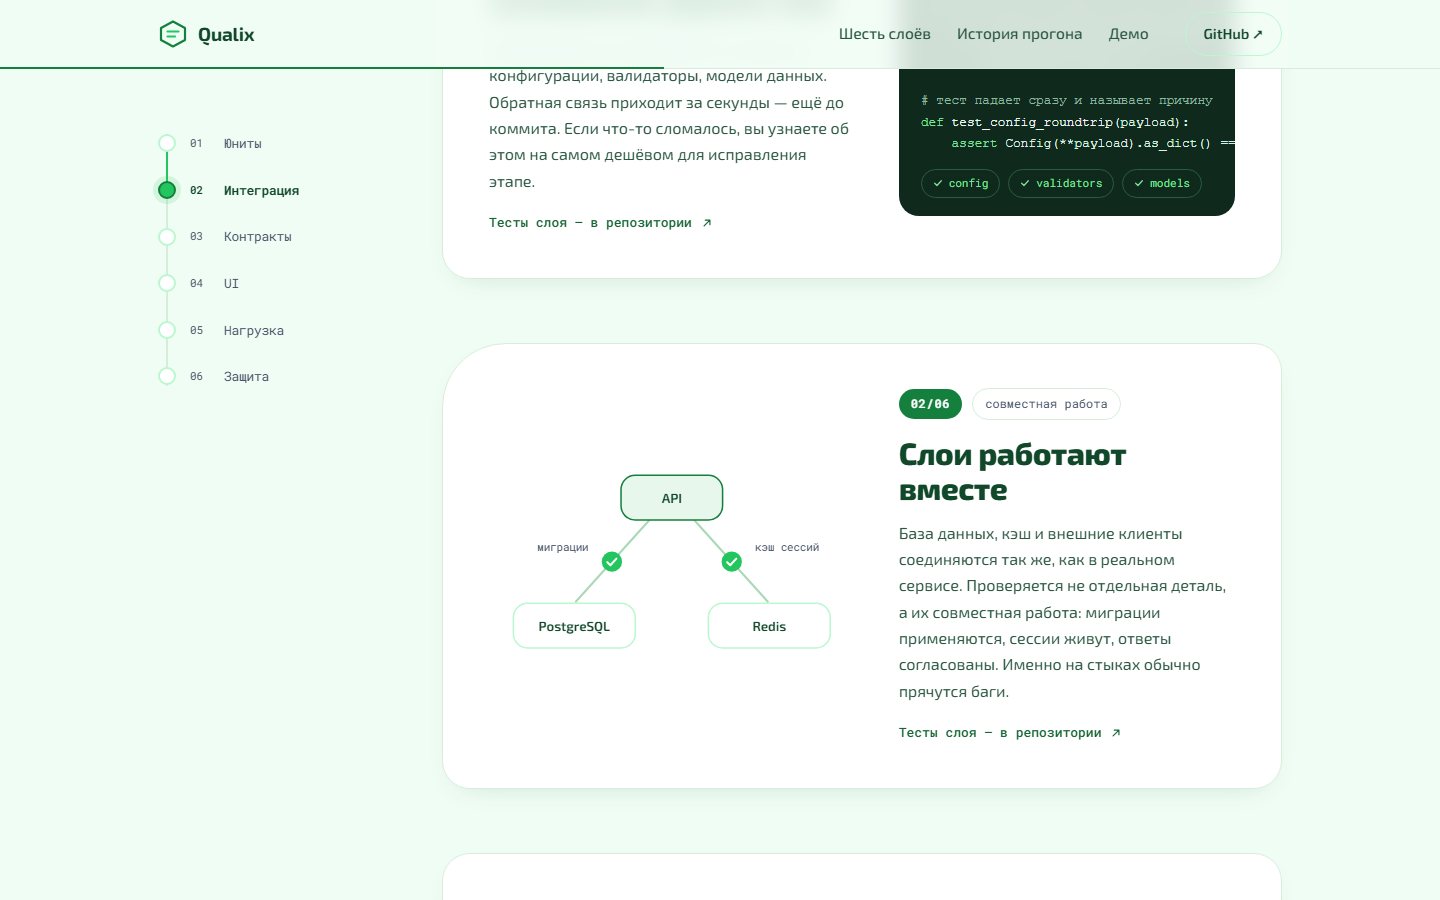 Qualix
Шесть слоёв
История прогона
Демо
GitHub ↗
01 Юниты
02 Интеграция
03 Контракты
04 UI
05 Нагрузка
06 Защита
конфигурации, валидаторы, модели данных.
Обратная связь приходит за секунды — ещё до
коммита. Если что-то сломалось, вы узнаете об
этом на самом дешёвом для исправления
этапе.
Тесты слоя — в репозитории ↗
# тест падает сразу и называет причину
def test_config_roundtrip(payload):
assert Config(**payload).as_dict() ==
✓ config
✓ validators
✓ models
API
миграции
кэш сессий
PostgreSQL
Redis
02/06
совместная работа
Слои работают
вместе
База данных, кэш и внешние клиенты
соединяются так же, как в реальном
сервисе. Проверяется не отдельная деталь,
а их совместная работа: миграции
применяются, сессии живут, ответы
согласованы. Именно на стыках обычно
прячутся баги.
Тесты слоя — в репозитории ↗